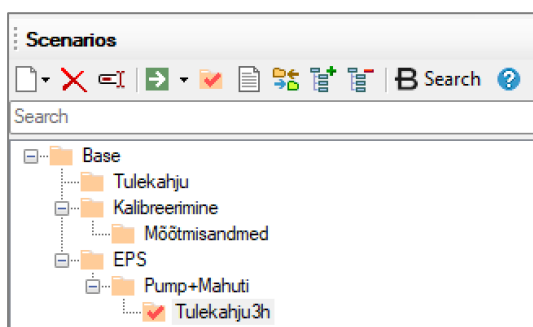 Scenarios
B Search
Search
Base
Tulekahju
Kalibreerimine
Mõõtmisandmed
EPS
Pump+Mahuti
Tulekahju3h